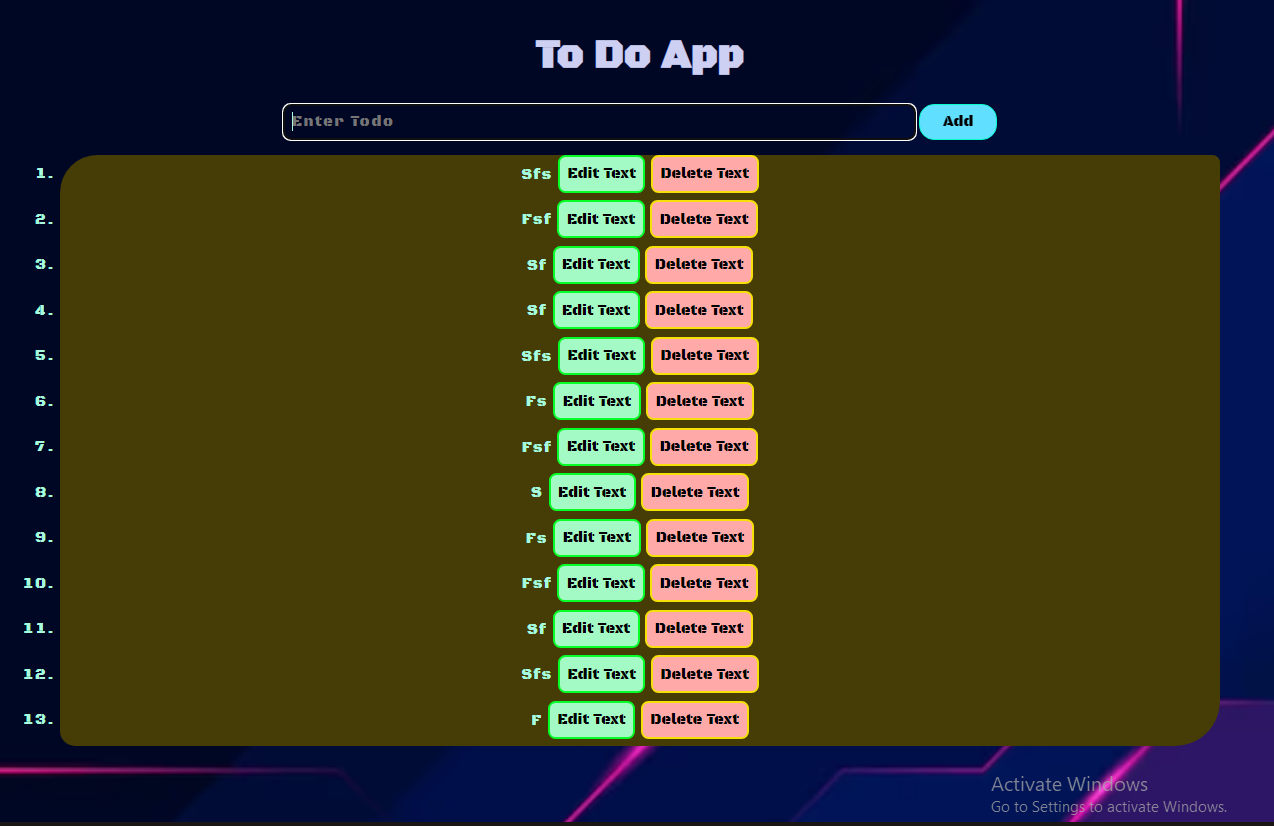 To Do App
Enter Todo Add
1. Sfs Edit Text Delete Text
2. Fsf Edit Text Delete Text
3. Sf Edit Text Delete Text
4. Sf Edit Text Delete Text
5. Sfs Edit Text Delete Text
6. Fs Edit Text Delete Text
7. Fsf Edit Text Delete Text
8. S Edit Text Delete Text
9. Fs Edit Text Delete Text
10. Fsf Edit Text Delete Text
11. Sf Edit Text Delete Text
12. Sfs Edit Text Delete Text
13. F Edit Text Delete Text
Activate Windows
Go to Settings to activate Windows.